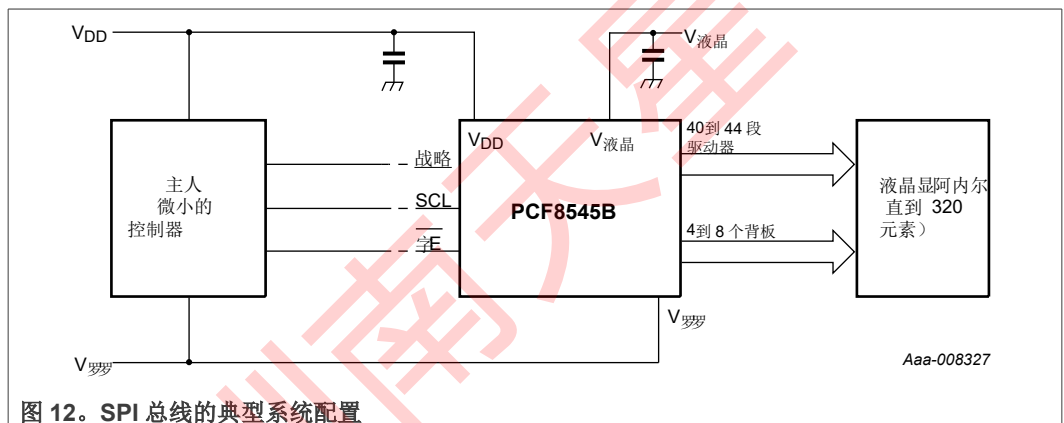 VDD
V液晶
VDD
V液晶
40到 44 段
驱动器
战略
主人
微小的
控制器
SCL
PCF8545B
字E
4到 8 个背板
液晶显阿内尔
直到 320
元素）
V罗罗
V罗罗
Aaa-008327
图 12。SPI 总线的典型系统配置